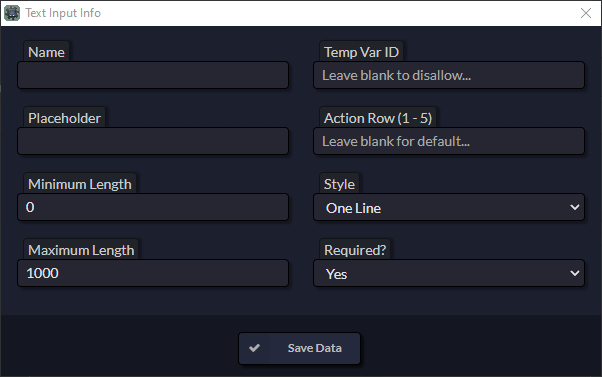 Text Input Info
Name
Temp Var ID
Leave blank to disallow...
Placeholder
Action Row (1 - 5)
Leave blank for default...
Minimum Length
Style
0
One Line
Maximum Length
Required?
1000
Yes
Save Data